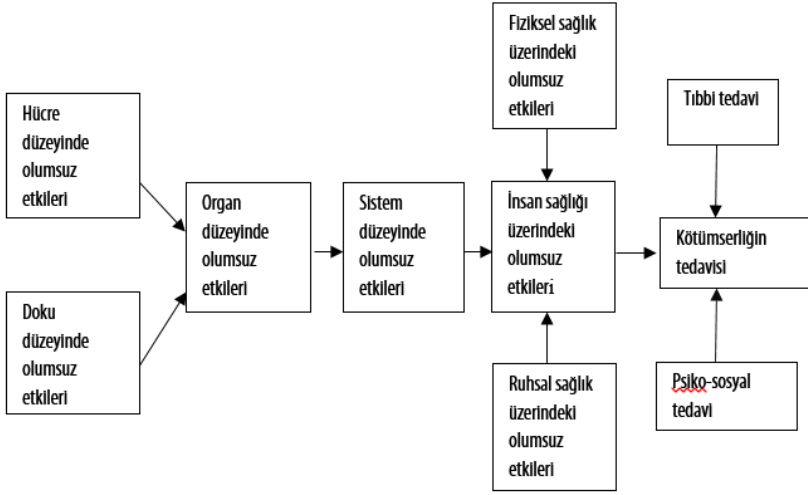 Hücre
düzeyinde
olumsuz
etkileri
Doku
düzeyinde
olumsuz
etkileri
Organ
düzeyinde
olumsuz
etkileri
Sistem
düzeyinde
olumsuz
etkileri
Fiziksel sağlık
üzerindeki
olumsuz
etkileri
İnsan sağlığı
üzerindeki
olumsuz
etkileri
Ruhsal sağlık
üzerindeki
olumsuz
etkileri
Tıbbi tedavi
Kötümserliğin
tedavisi
Psiko-sosyal
tedavi